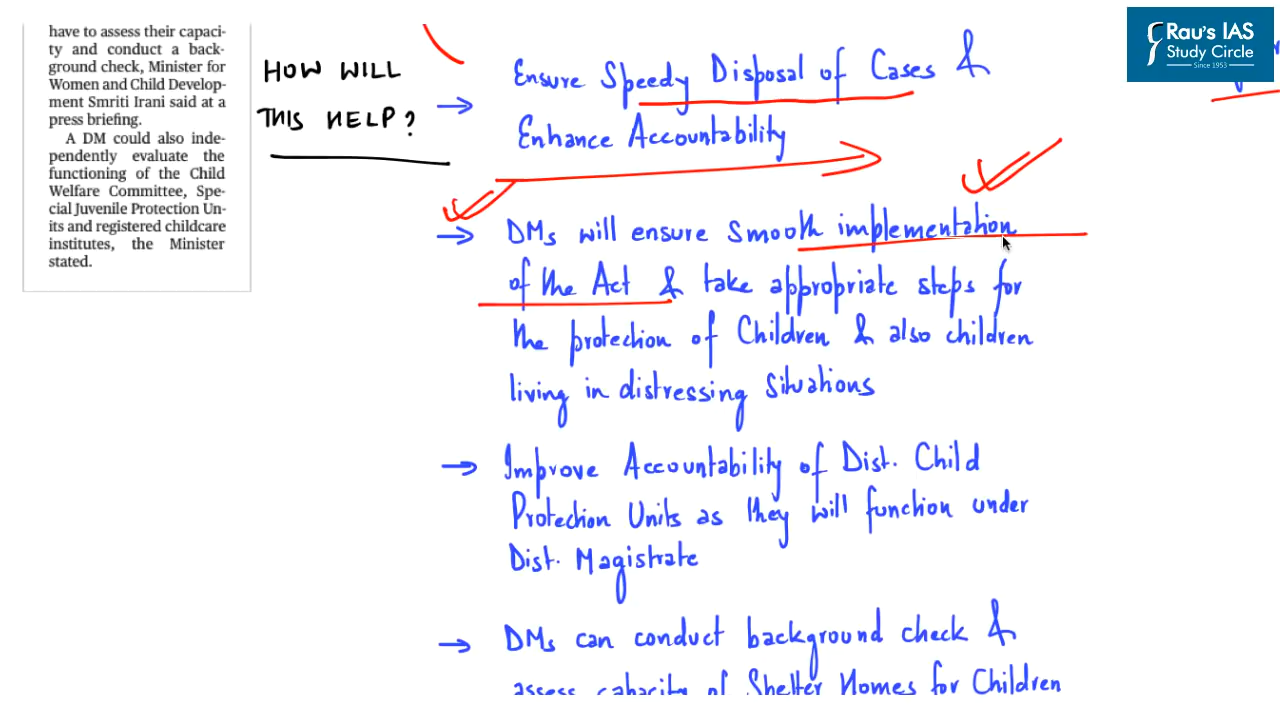 have to assess their capaci-
ty and conduct a back-
ground check, Minister for
Women and Child Develop-
ment Smriti Irani said at a
press briefing.
A DM could also inde-
pendently evaluate the
functioning of the Child
Welfare Committee, Spe-
cial Juvenile Protection Un-
its and registered childcare
institutes, the Minister
stated.
HOW WILL
THIS HELP?
→ Ensure Speedy Disposal of Cases &
Enhance Accountability
→ DMs will ensure smooth implementation
of the Act & take appropriate steps for
the protection of Children & also children
living in distressing situations
→ Improve Accountability of Dist. Child
Protection Units as they will function under
Dist. Magistrate
→ DMs can conduct background check &
assess capacity of Shelter Homes for Children
Rau's IAS
Study Circle
Since 1953